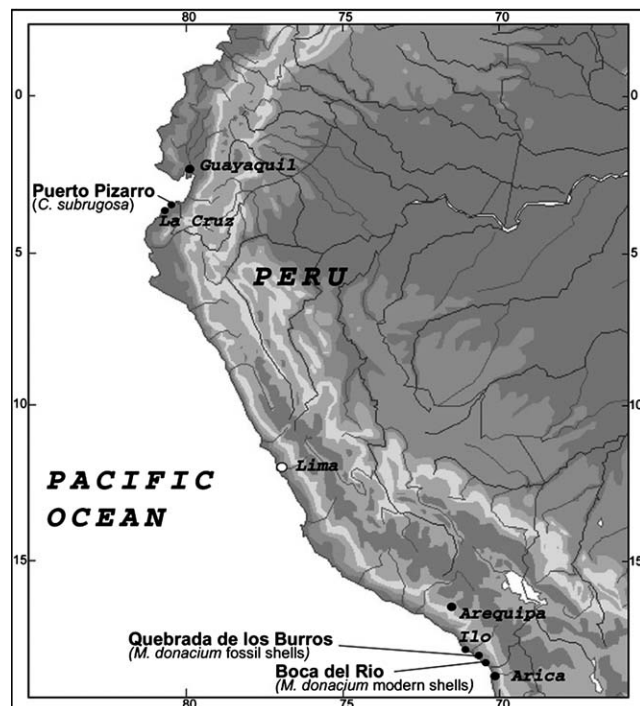 80 75 70
0 0
Guayaquil
Puerto Pizarro
(C. subrugosa)
La Cruz
5 5
PERU
10 10
Lima
PACIFIC
OCEAN
15 15
Arequipa
Ilo
Quebrada de los Burros
(M. donacium fossil shells)
Boca del Rio
(M. donacium modern shells)
Arica
80 75 70